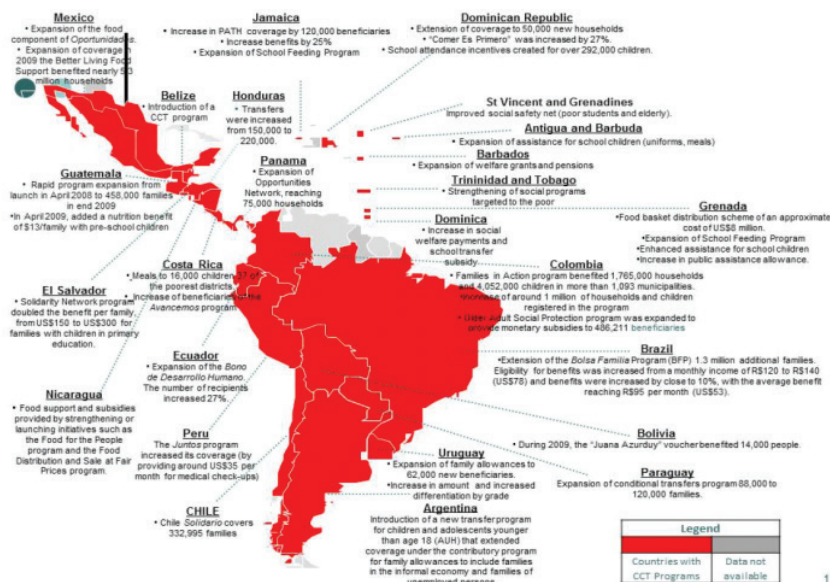 Mexico
• Expansion of the food
component of Oportunidades.
• Expansion of coverage in
2009 the Better Living Food
Support benefited nearly 5.3
million households
Jamaica
• Increase in PATH coverage by 120,000 beneficiaries
• Increase benefits by 25%
• Expansion of School Feeding Program
Dominican Republic
• Extension of coverage to 50,000 new households
• "Comer Es Primero" was increased by 27%.
• School attendance incentives created for over 292,000 children.
Belize
• Introduction of a
CCT program
Honduras
• Transfers
were increased
from 150,000 to
220,000.
St Vincent and Grenadines
Improved social safety net (poor students and elderly).
Antigua and Barbuda
• Expansion of assistance for school children (uniforms, meals)
Barbados
• Expansion of welfare grants and pensions
Trininidad and Tobago
• Strengthening of social programs
targeted to the poor
Guatemala
• Rapid program expansion from
launch in April 2008 to 458,000 families
in end 2009
•In April 2009, added a nutrition benefit
of $13/family with pre-school children
Panama
• Expansion of
Opportunities
Network, reaching
75,000 households
Grenada
•Food basket distribution scheme of an approximate
cost of US$8 million.
•Expansion of School Feeding Program
•Enhanced assistance for school children
•Increase in public assistance allowance.
Dominica
• Increase in social
welfare payments and
school transfer
subsidy
Costa Rica
• Meals to 16,000 children 37 of
the poorest districts
• Increase of beneficiaries of the
Avancemos program
El Salvador
• Solidarity Network program
doubled the benefit per family,
from US$150 to US$300 for
families with children in primary
education.
Colombia
• Families in Action program benefited 1,765,000 households
and 4,052,000 children in more than 1,093 municipalities.
•Increase of around 1 million of households and children
registered in the program
• Older Adult Social Protection program was expanded to
provide monetary subsidies to 486,211 beneficiaries
Ecuador
• Expansion of the Bono
de Desarrollo Humano.
The number of recipients
increased 27%.
Brazil
•Extension of the Bolsa Familia Program (BFP) 1.3 million additional families.
Eligibility for benefits was increased from a monthly income of R$120 to R$140
(US$78) and benefits were increased by close to 10%, with the average benefit
reaching R$95 per month (US$53).
Nicaragua
• Food support and subsidies
provided by strengthening or
launching initiatives such as
the Food for the People
program and the Food
Distribution and Sale at Fair
Prices program.
Peru
The Juntos program
increased its coverage (by
providing around US$35 per
month for medical check-ups)
Bolivia
• During 2009, the "Juana Azurduy" voucher benefited 14,000 people.
Uruguay
• Expansion of family allowances to
62,000 new beneficiaries.
•Increase in amount and increased
differentiation by grade
Paraguay
Expansion of conditional transfers program 88,000 to
120,000 families.
CHILE
• Chile Solidario covers
332,995 families
Argentina
Introduction of a new transfer program
for children and adolescents younger
than age 18 (AUH) that extended
coverage under the contributory program
for family allowances to include families
in the informal economy and families of
unemployed persons
Legend
Countries with
CCT Programs
Data not
available